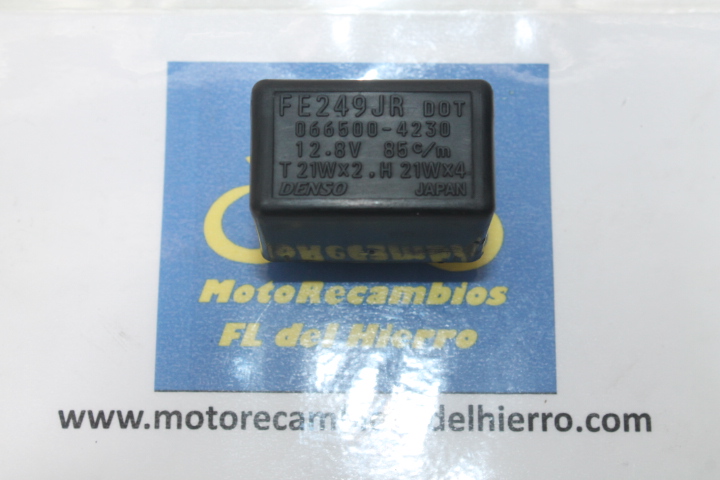 FE249JR DOT
066500-4230
12.8V 85c/m
T 21W×2.H 21W×4
DENSO JAPAN
MotoRecambios
FL del Hierro